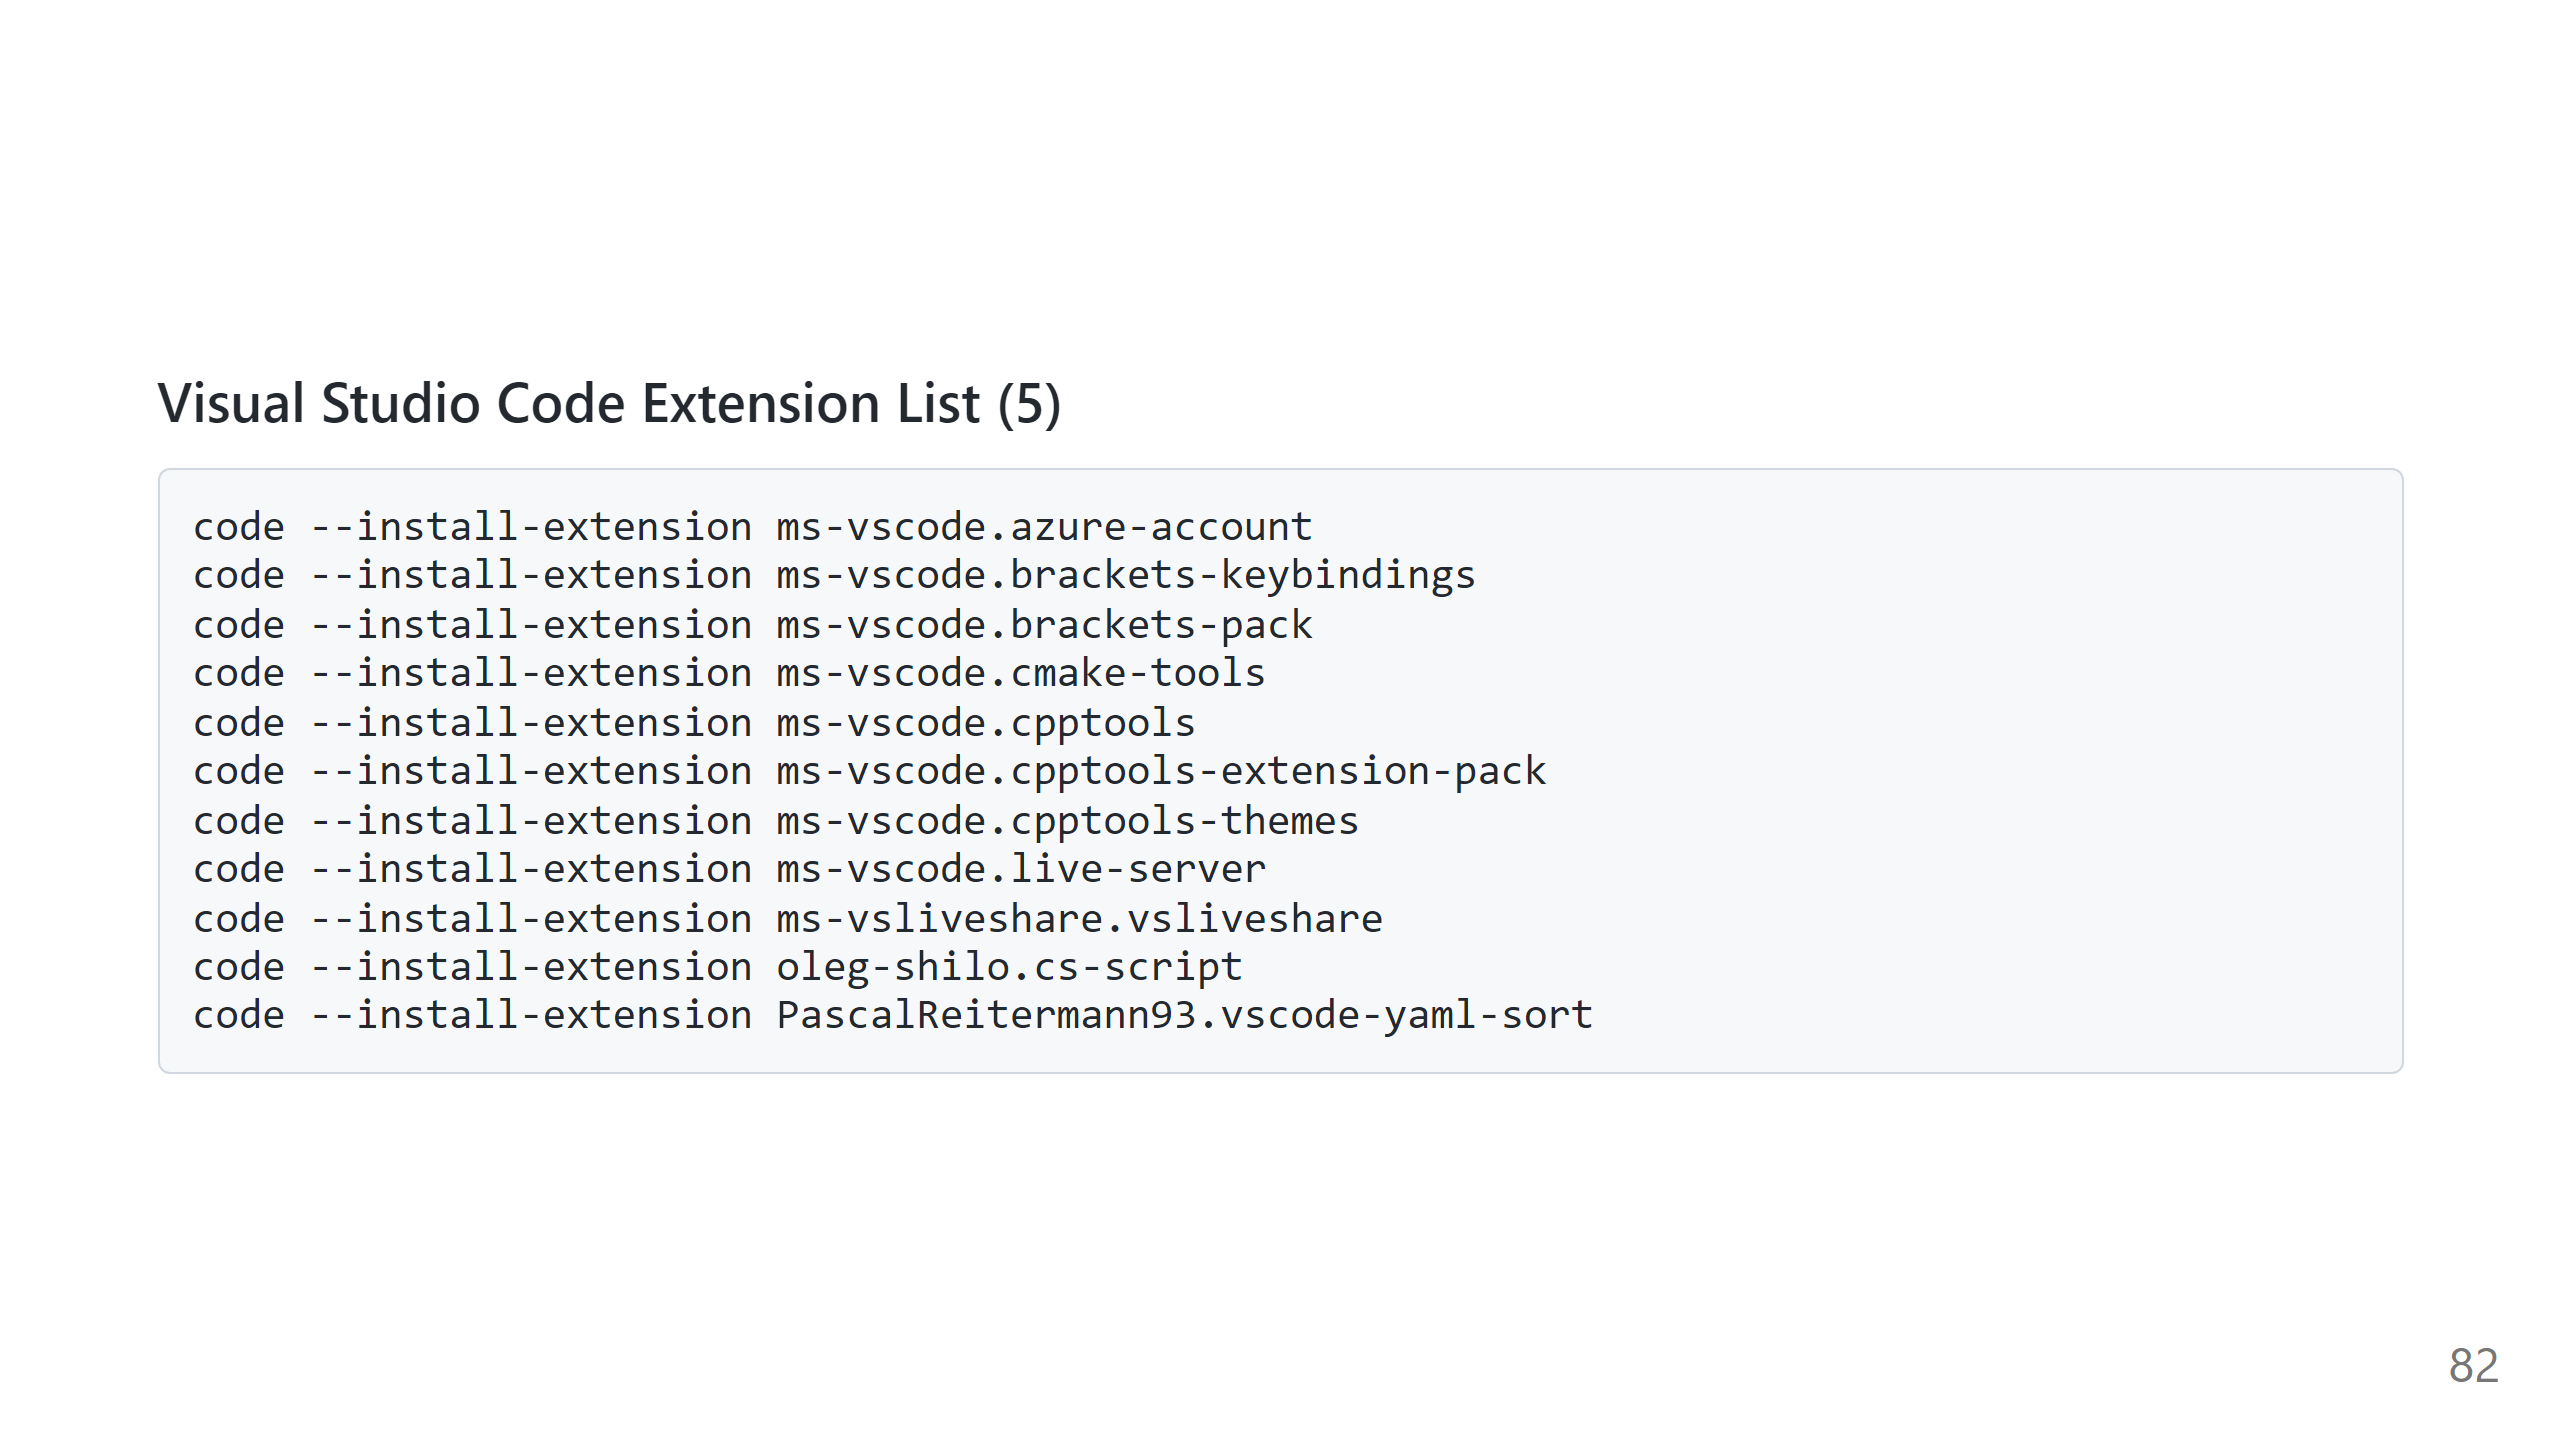 Visual Studio Code Extension List (5)
code --install-extension ms-vscode.azure-account
code --install-extension ms-vscode.brackets-keybindings
code --install-extension ms-vscode.brackets-pack
code --install-extension ms-vscode.cmake-tools
code --install-extension ms-vscode.cpptools
code --install-extension ms-vscode.cpptools-extension-pack
code --install-extension ms-vscode.cpptools-themes
code --install-extension ms-vscode.live-server
code --install-extension ms-vsliveshare.vsliveshare
code --install-extension oleg-shilo.cs-script
code --install-extension PascalReitermann93.vscode-yaml-sort
82